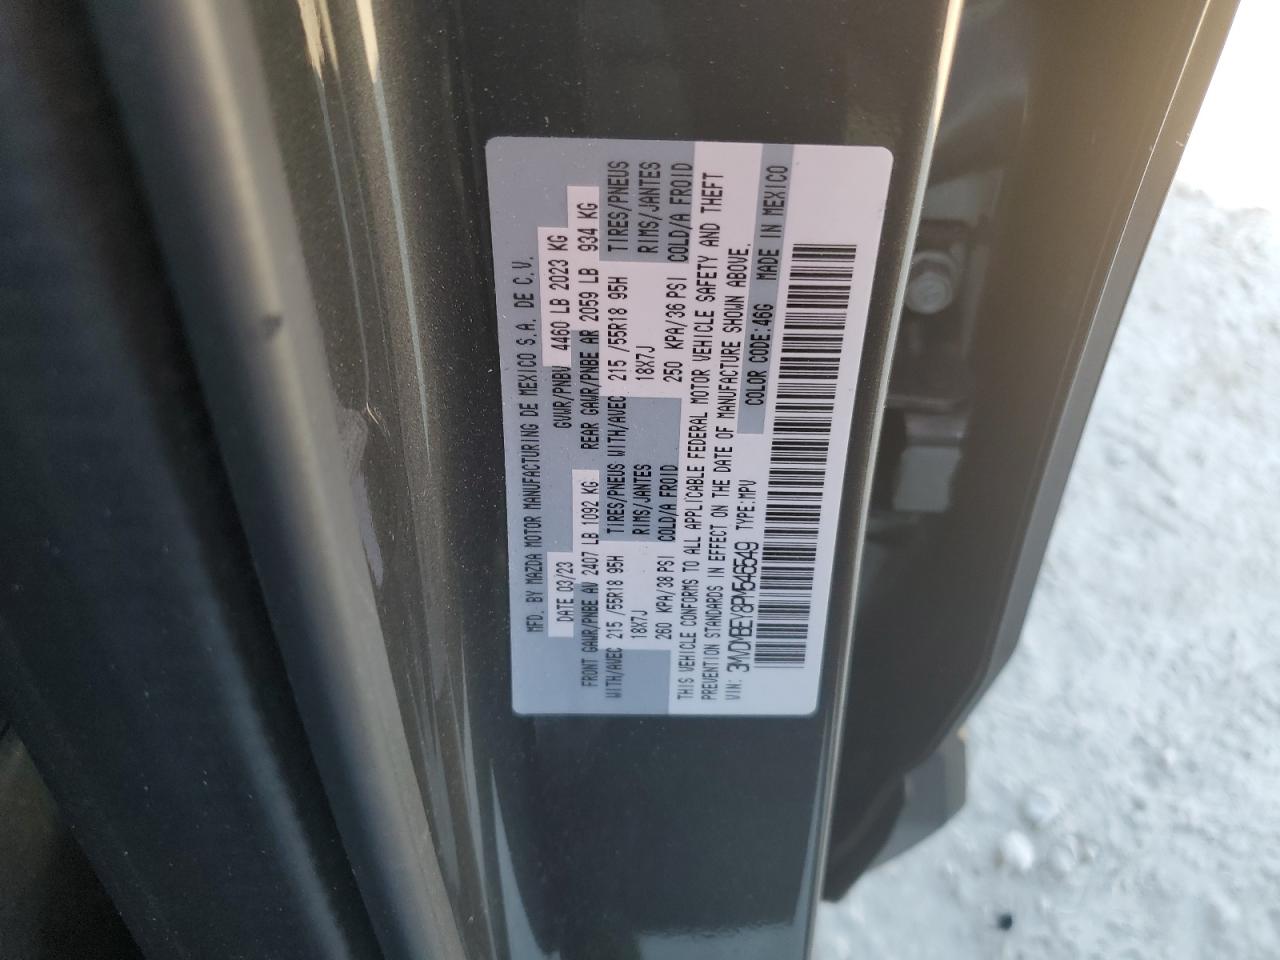 MFD. BY MAZDA MOTOR MANUFACTURING DE MEXICO S.A. DE C.V.
DATE 03/23 GVWR/PNBV 4460 LB 2023 KG
FRONT GAWR/PNBE AV 2407 LB 1092 KG REAR GAWR/PNBE AR 2059 LB 934 KG
WITH/AVEC 215 /55R18 95H TIRES/PNEUS WITH/AVEC 215 /55R18 95H TIRES/PNEUS
18X7J RIMS/JANTES 18X7J RIMS/JANTES
260 KPA/38 PSI COLD/A FROID 250 KPA/36 PSI COLD/A FROID
THIS VEHICLE CONFORMS TO ALL APPLICABLE FEDERAL MOTOR VEHICLE SAFETY AND THEFT
PREVENTION STANDARDS IN EFFECT ON THE DATE OF MANUFACTURE SHOWN ABOVE.
VIN: 3MVDMBEY8PM546549 TYPE:MPV COLOR CODE:46G MADE IN MEXICO